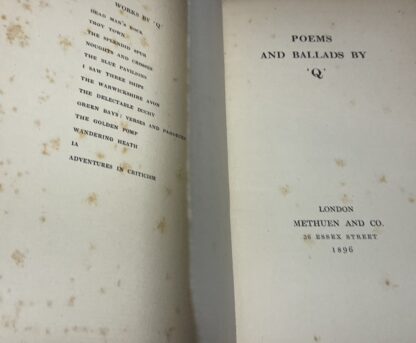 WORKS BY 'Q'
DEAD MAN'S ROCK
TROY TOWN
THE SPLENDID SPUR
NOUGHTS AND CROSSES
THE BLUE PAVILIONS
I SAW THREE SHIPS
THE WARWICKSHIRE AVON
THE DELECTABLE DUCHY
GREEN BAYS: VERSES AND PARODIES
THE GOLDEN POMP
WANDERING HEATH
IA
ADVENTURES IN CRITICISM
POEMS
AND BALLADS BY
'Q'
LONDON
METHUEN AND CO.
36 ESSEX STREET
1896